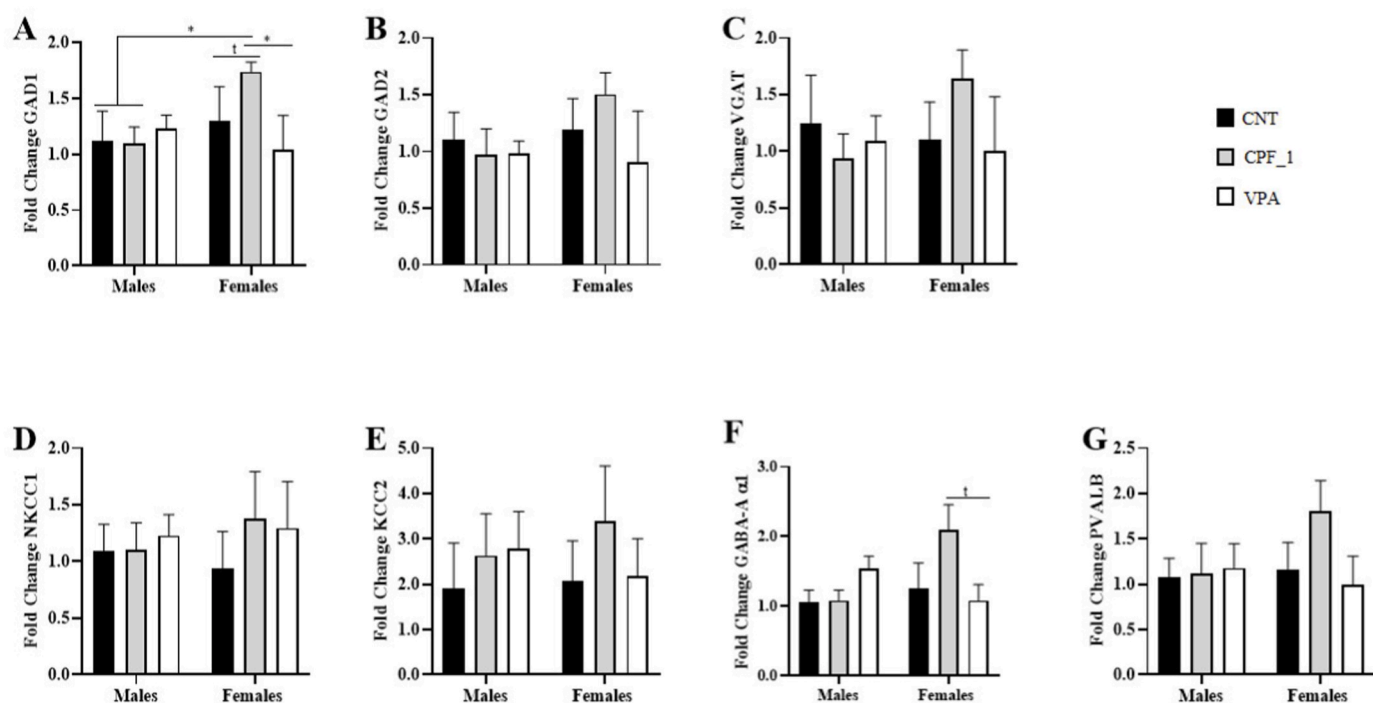 A
Fold Change GAD1
2.0
1.5
1.0
0.5
0.0
*
t
*
Males
Females
B
Fold Change GAD2
2.0
1.5
1.0
0.5
0.0
Males
Females
C
Fold Change VGAT
2.0
1.5
1.0
0.5
0.0
Males
Females
CNT
CPF_1
VPA
D
Fold Change NKCC1
2.0
1.5
1.0
0.5
0.0
Males
Females
E
Fold Change KCC2
5.0
4.0
3.0
2.0
1.0
0.0
Males
Females
F
Fold Change GABA-A α1
3.0
2.0
1.0
0.0
t
Males
Females
G
Fold Change PVALB
2.5
2.0
1.5
1.0
0.5
0.0
Males
Females